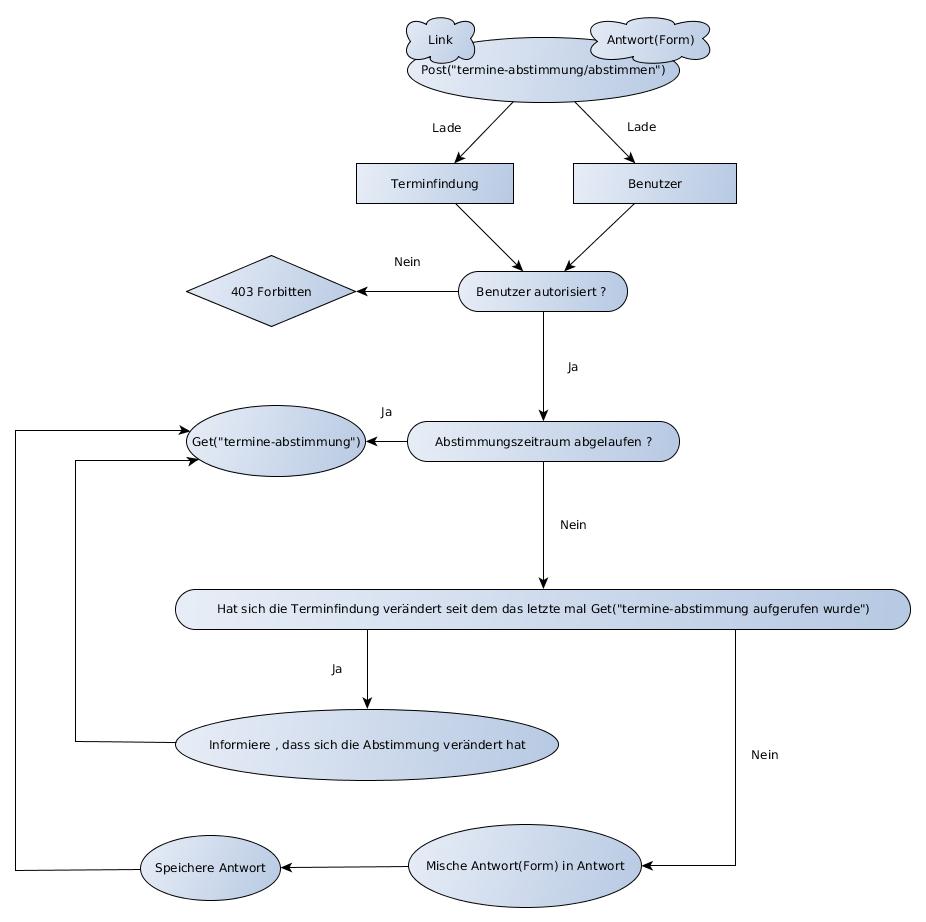 Link
Antwort(Form)
Post("termine-abstimmung/abstimmen")
Lade
Lade
Terminfindung
Benutzer
Nein
403 Forbitten
Benutzer autorisiert ?
Ja
Ja
Get("termine-abstimmung")
Abstimmungszeitraum abgelaufen ?
Nein
Hat sich die Terminfindung verändert seit dem das letzte mal Get("termine-abstimmung aufgerufen wurde")
Ja
Informiere , dass sich die Abstimmung verändert hat
Nein
Speichere Antwort
Mische Antwort(Form) in Antwort